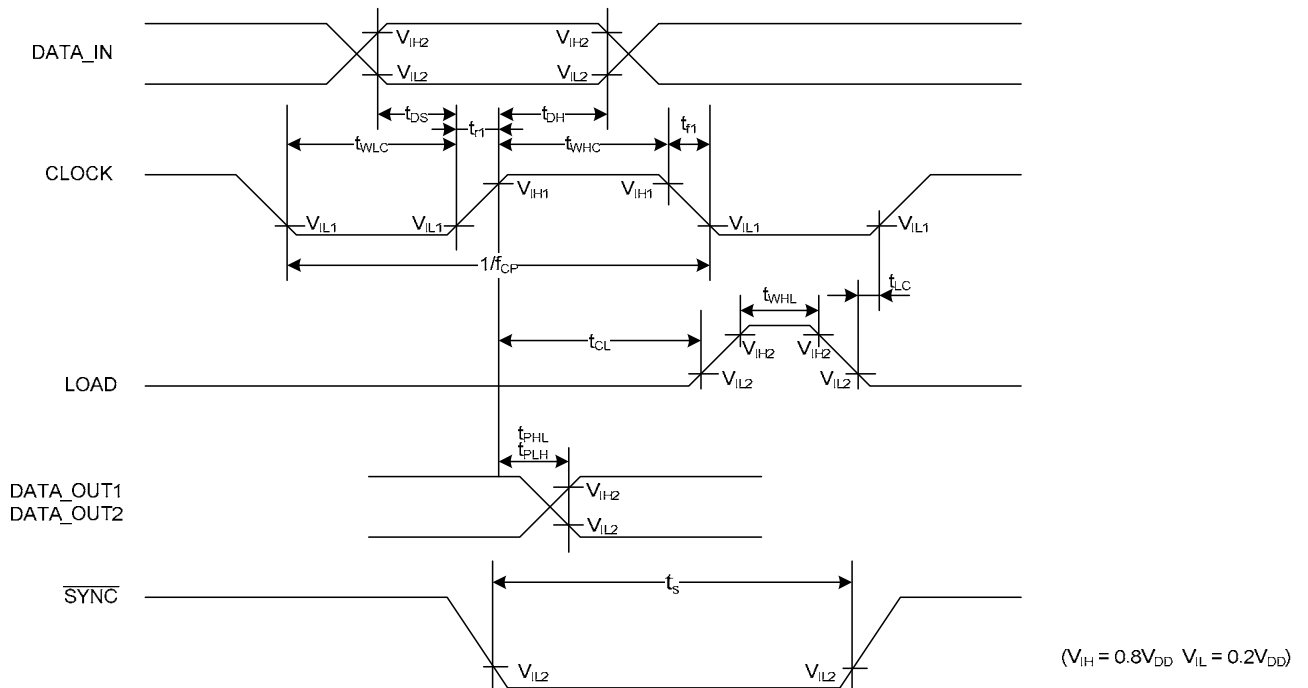 DATA_IN
VIH2 VIH2
VIL2 VIL2
tDS tr1 tDH tf1
tWLC tWHC
CLOCK
VIH1 VIH1
VIL1 VIL1 VIL1 VIL1
1/fCP
tWHL tLC
tCL
VIH2 VIH2
LOAD
VIL2 VIL2
tPHL
tPLH
DATA_OUT1
DATA_OUT2
VIH2
VIL2
SYNC
ts
VIL2 VIL2
(VIH = 0.8VDD VIL = 0.2VDD)